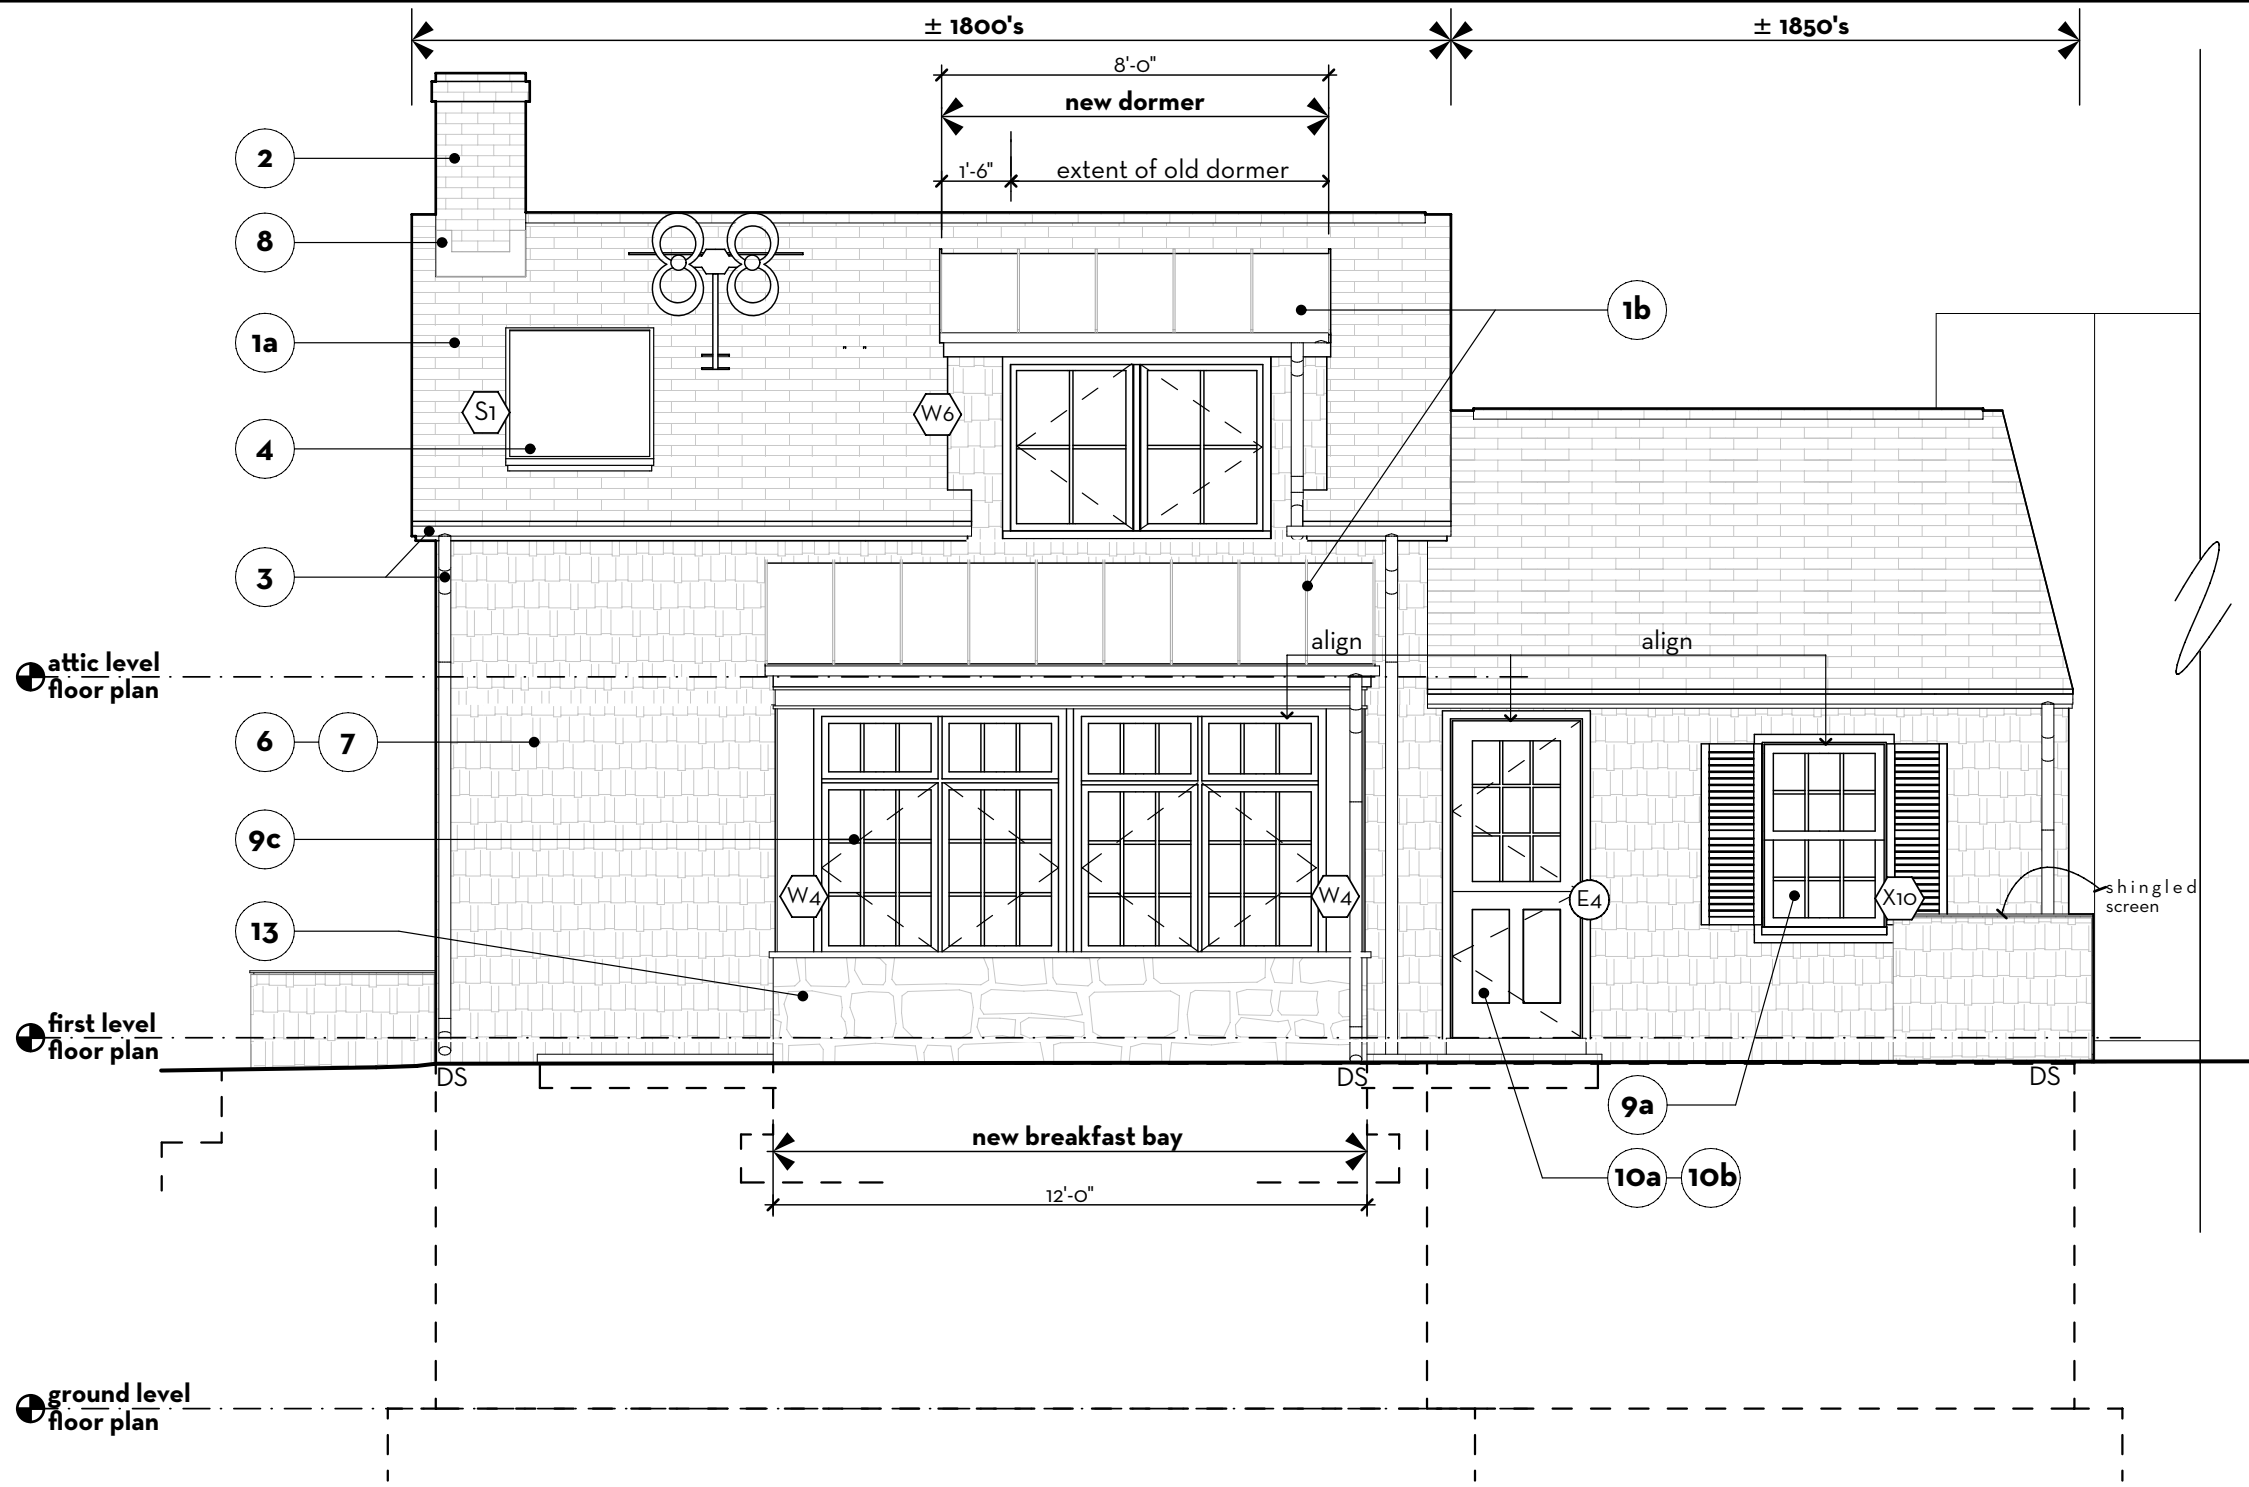 ± 1800's
± 1850's
8'-0"
new dormer
1'-6"
extent of old dormer
2
8
1a
1b
S1
W6
4
3
align
align
attic level
floor plan
6
7
9c
W4
W4
E4
X10
shingled
screen
13
first level
floor plan
DS
DS
DS
9a
new breakfast bay
10a
10b
12'-0"
ground level
floor plan